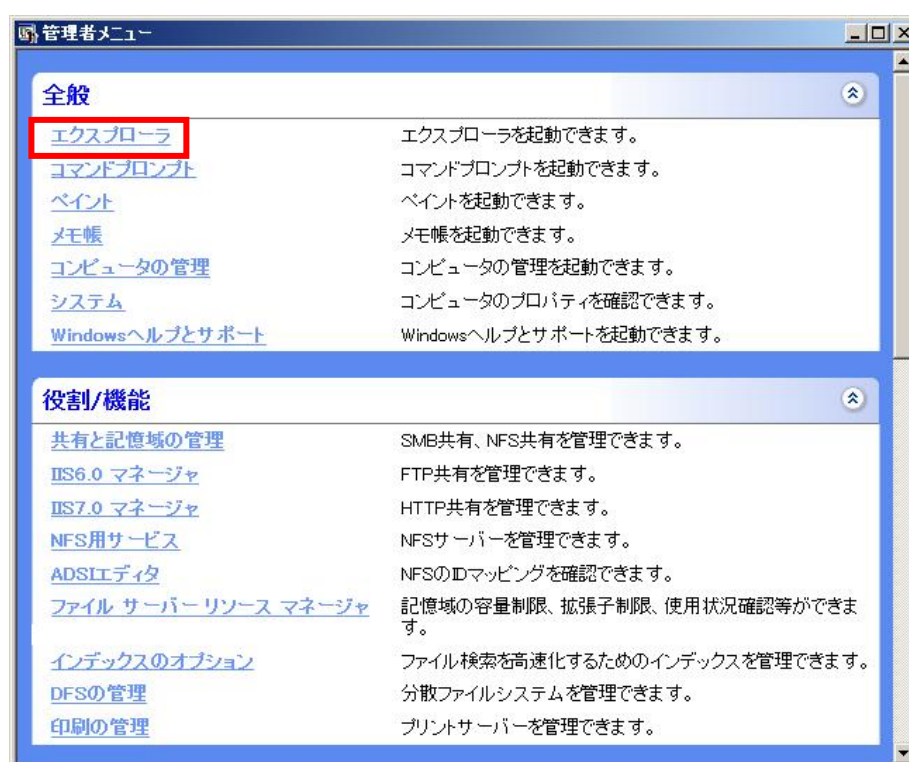 管理者メニュー
全般
エクスプローラ エクスプローラを起動できます。
コマンドプロンプト コマンドプロンプトを起動できます。
ペイント ペイントを起動できます。
メモ帳 メモ帳を起動できます。
コンピュータの管理 コンピュータの管理を起動できます。
システム コンピュータのプロパティを確認できます。
Windowsヘルプとサポート Windowsヘルプとサポートを起動できます。
役割/機能
共有と記憶域の管理 SMB共有、NFS共有を管理できます。
IIS6.0 マネージャ FTP共有を管理できます。
IIS7.0 マネージャ HTTP共有を管理できます。
NFS用サービス NFSサーバーを管理できます。
ADSIエディタ NFSのIDマッピングを確認できます。
ファイル サーバー リソース マネージャ 記憶域の容量制限、拡張子制限、使用状況確認等ができま
す。
インデックスのオプション ファイル検索を高速化するためのインデックスを管理できます。
DFSの管理 分散ファイルシステムを管理できます。
印刷の管理 プリントサーバーを管理できます。